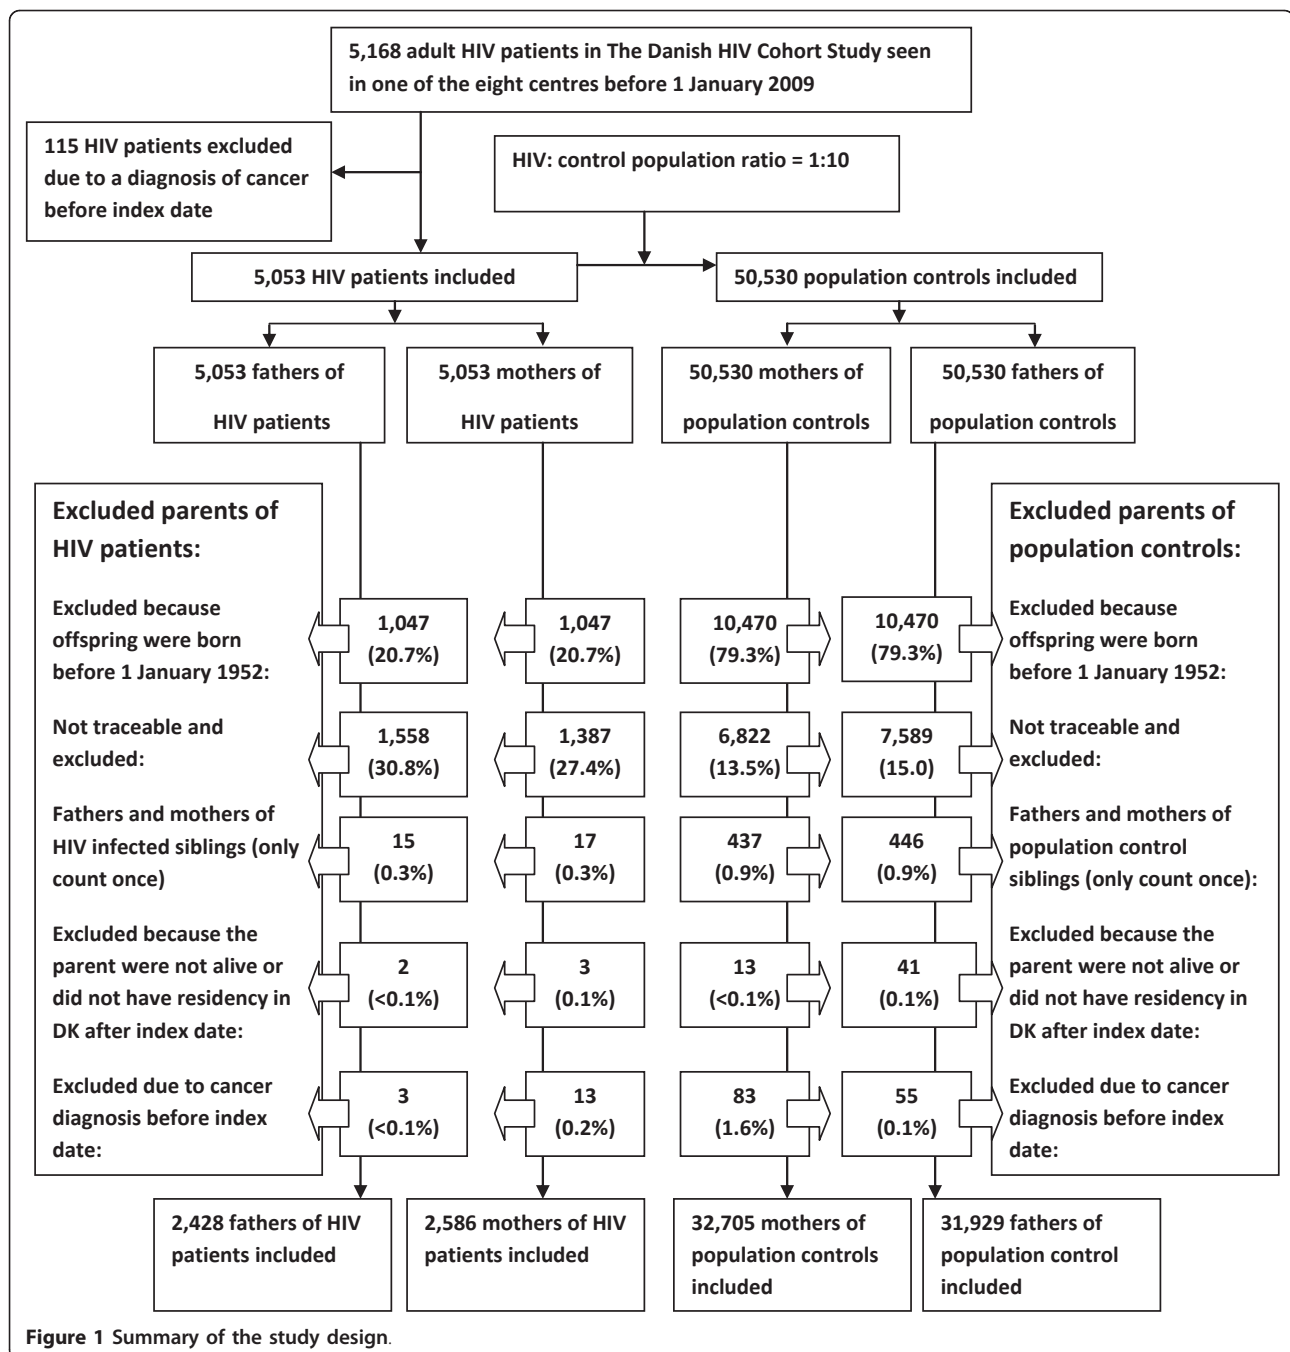 5,168 adult HIV patients in The Danish HIV Cohort Study seen
in one of the eight centres before 1 January 2009
115 HIV patients excluded
due to a diagnosis of cancer
before index date
HIV: control population ratio = 1:10
5,053 HIV patients included
50,530 population controls included
5,053 fathers of
HIV patients
5,053 mothers of
HIV patients
50,530 mothers of
population controls
50,530 fathers of
population controls
Excluded parents of
HIV patients:
Excluded parents of
population controls:
Excluded because
offspring were born
before 1 January 1952:
1,047
(20.7%)
1,047
(20.7%)
10,470
(79.3%)
10,470
(79.3%)
Excluded because
offspring were born
before 1 January 1952:
Not traceable and
excluded:
1,558
(30.8%)
1,387
(27.4%)
6,822
(13.5%)
7,589
(15.0)
Not traceable and
excluded:
Fathers and mothers of
HIV infected siblings (only
count once)
15
(0.3%)
17
(0.3%)
437
(0.9%)
446
(0.9%)
Fathers and mothers of
population control
siblings (only count once):
Excluded because the
parent were not alive or
did not have residency in
DK after index date:
2
(<0.1%)
3
(0.1%)
13
(<0.1%)
41
(0.1%)
Excluded because the
parent were not alive or
did not have residency in
DK after index date:
Excluded due to cancer
diagnosis before index
date:
3
(<0.1%)
13
(0.2%)
83
(1.6%)
55
(0.1%)
Excluded due to cancer
diagnosis before index
date:
2,428 fathers of HIV
patients included
2,586 mothers of HIV
patients included
32,705 mothers of
population controls
included
31,929 fathers of
population control
included
Figure 1 Summary of the study design.